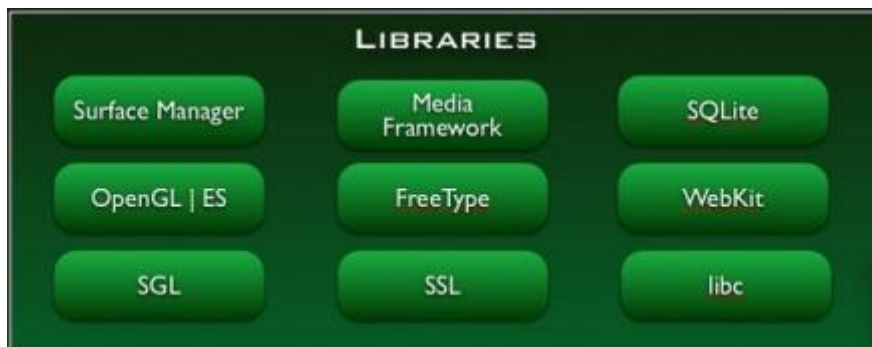 LIBRARIES
Surface Manager
Media
Framework
SQLite
OpenGL | ES
FreeType
WebKit
SGL
SSL
libc